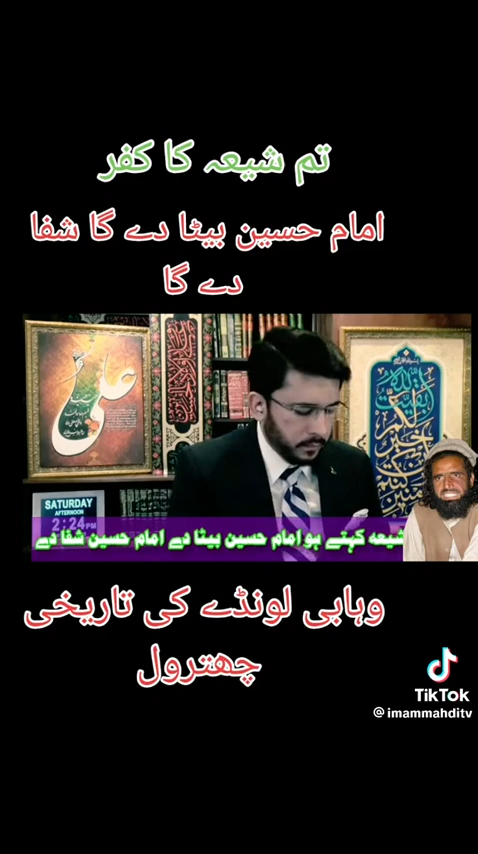 تم شیعہ کا کفر
امام حسین بیٹا دے گا شفا
دے گا
علی
SATURDAY
AFTERNOON
2:24 PM
شیعہ کہتے ہو امام حسین بیٹا دے امام حسین شفا دے
وہابی لونڈے کی تاریخی
چھترول
TikTok
@imammahditv